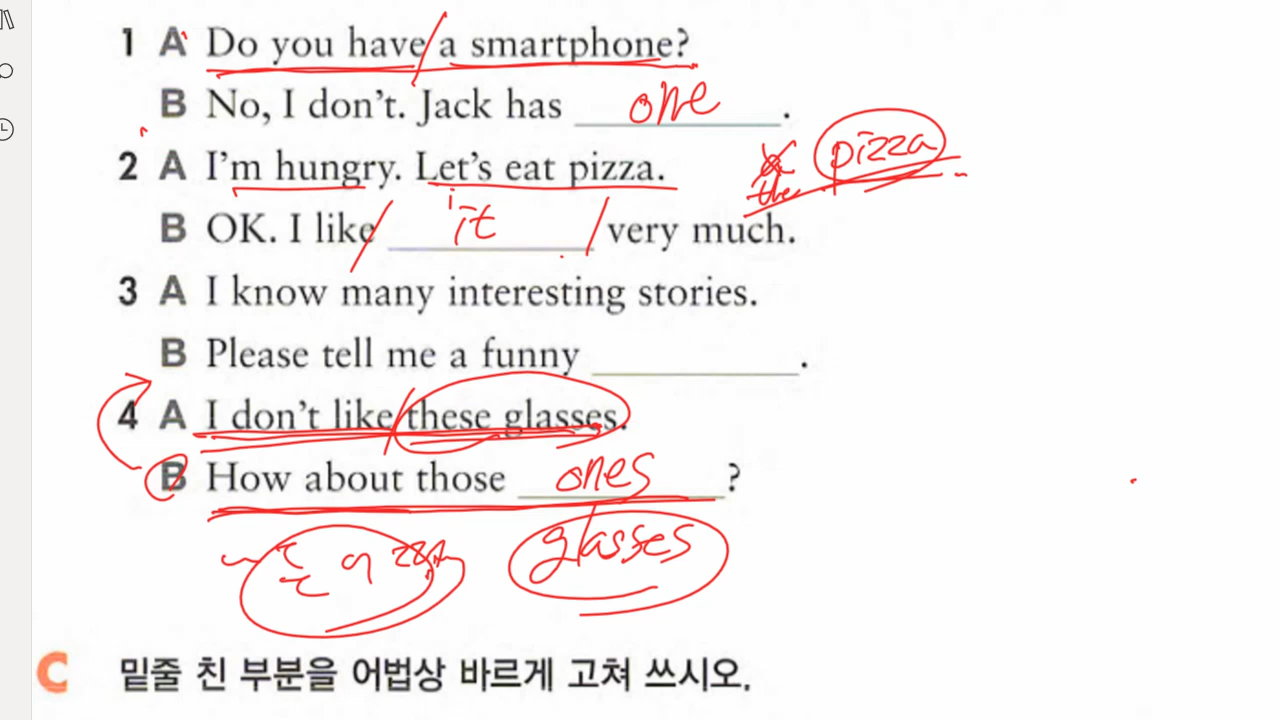 1 A Do you have a smartphone?
B No, I don't. Jack has one.
2 A I'm hungry. Let's eat pizza.
a pizza
the
B OK. I like it very much.
3 A I know many interesting stories.
B Please tell me a funny ______.
4 A I don't like these glasses.
B How about those ones?
glasses
C 밑줄 친 부분을 어법상 바르게 고쳐 쓰시오.